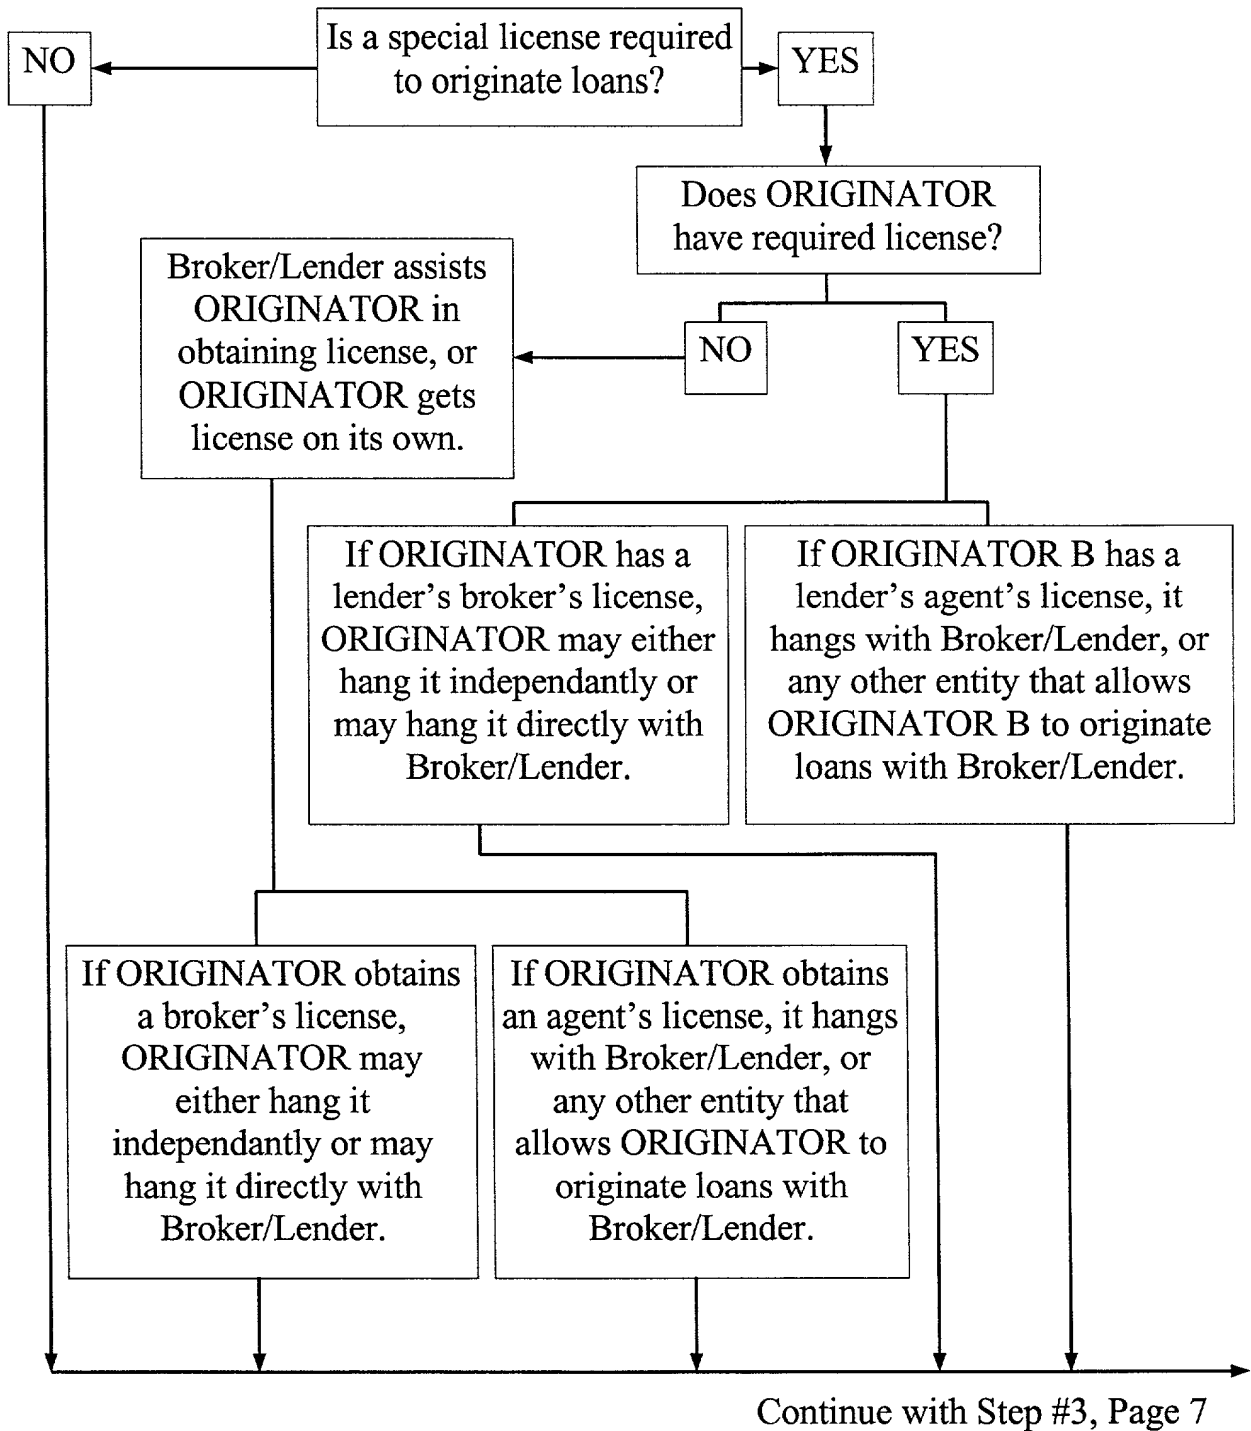 NO
Is a special license required
to originate loans?
YES
Does ORIGINATOR
have required license?
Broker/Lender assists
ORIGINATOR in
obtaining license, or
ORIGINATOR gets
license on its own.
NO
YES
If ORIGINATOR has a
lender's broker's license,
ORIGINATOR may either
hang it independantly or
may hang it directly with
Broker/Lender.
If ORIGINATOR B has a
lender's agent's license, it
hangs with Broker/Lender, or
any other entity that allows
ORIGINATOR B to originate
loans with Broker/Lender.
If ORIGINATOR obtains
a broker's license,
ORIGINATOR may
either hang it
independantly or may
hang it directly with
Broker/Lender.
If ORIGINATOR obtains
an agent's license, it hangs
with Broker/Lender, or
any other entity that
allows ORIGINATOR to
originate loans with
Broker/Lender.
Continue with Step #3, Page 7